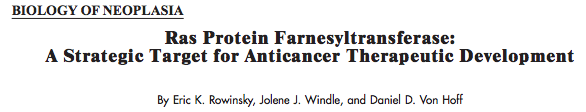 BIOLOGY OF NEOPLASIA
Ras Protein Farnesyltransferase:
A Strategic Target for Anticancer Therapeutic Development
By Eric K. Rowinsky, Jolene J. Windle, and Daniel D. Von Hoff